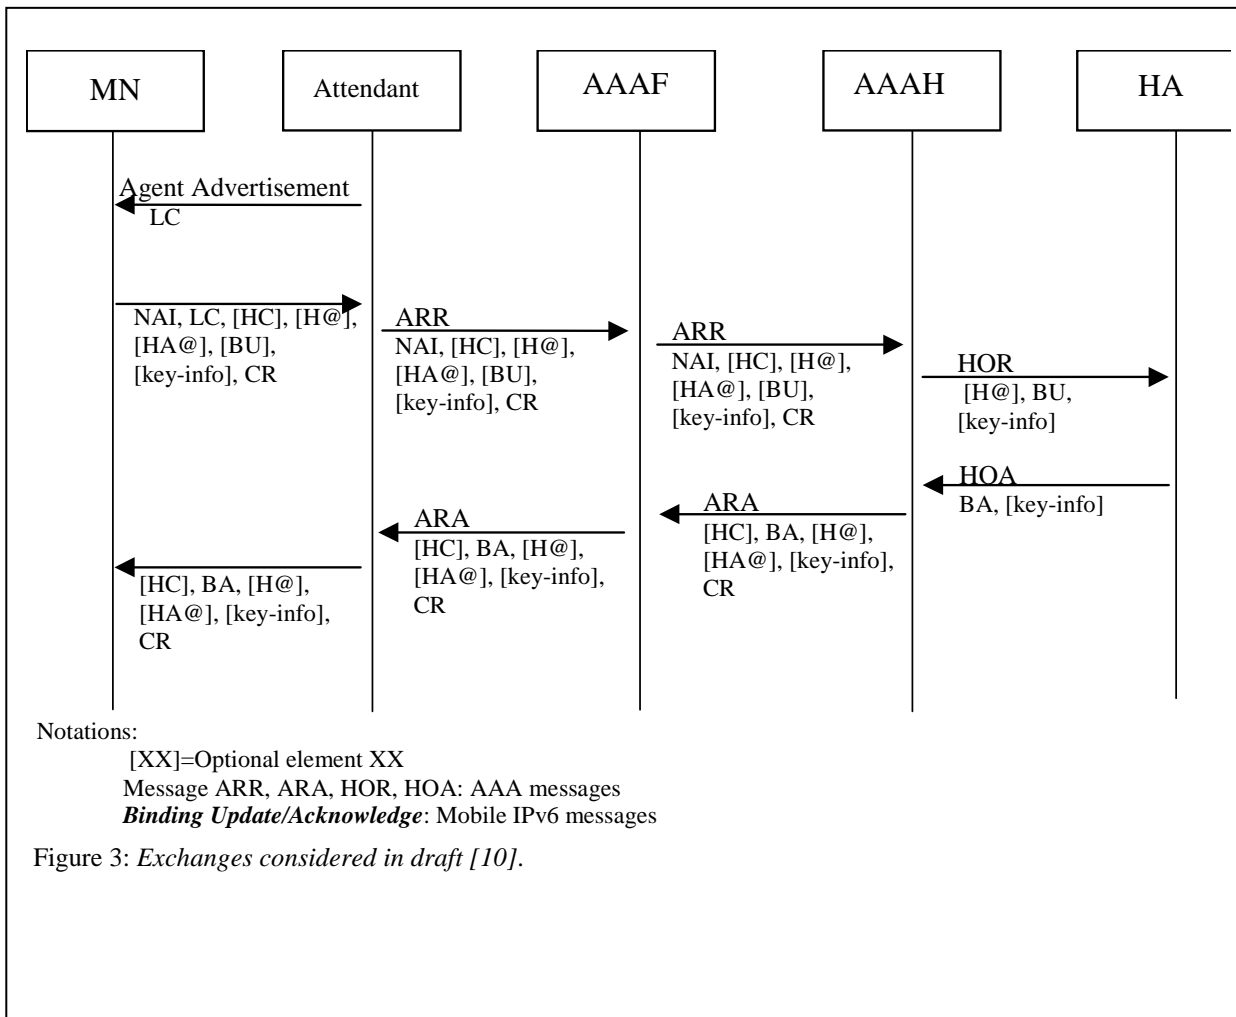 MN
Attendant
AAAF
AAAH
HA
Agent Advertisement
LC
NAI, LC, [HC], [H@],
[HA@], [BU],
[key-info], CR
ARR
NAI, [HC], [H@],
[HA@], [BU],
[key-info], CR
ARR
NAI, [HC], [H@],
[HA@], [BU],
[key-info], CR
HOR
[H@], BU,
[key-info]
HOA
BA, [key-info]
ARA
[HC], BA, [H@],
[HA@], [key-info],
CR
ARA
[HC], BA, [H@],
[HA@], [key-info],
CR
[HC], BA, [H@],
[HA@], [key-info],
CR
Notations:
[XX]=Optional element XX
Message ARR, ARA, HOR, HOA: AAA messages
Binding Update/Acknowledge: Mobile IPv6 messages
Figure 3: Exchanges considered in draft [10].